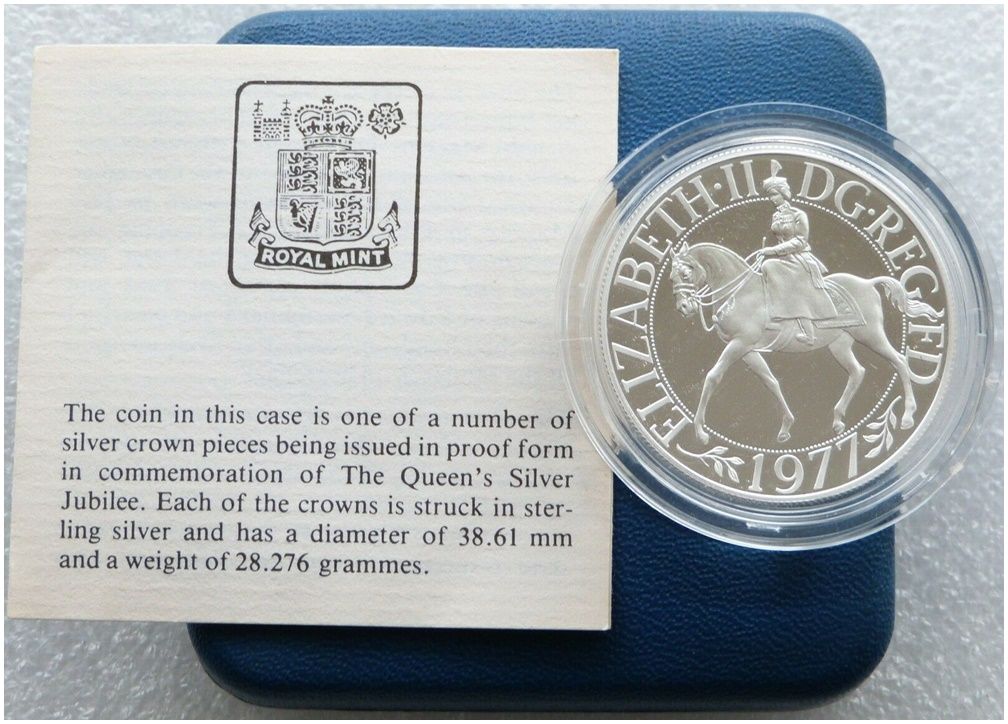 ROYAL MINT
The coin in this case is one of a number of
silver crown pieces being issued in proof form
in commemoration of The Queen's Silver
Jubilee. Each of the crowns is struck in ster-
ling silver and has a diameter of 38.61 mm
and a weight of 28.276 grammes.
ELIZABETH·II DG·REG FD
1977